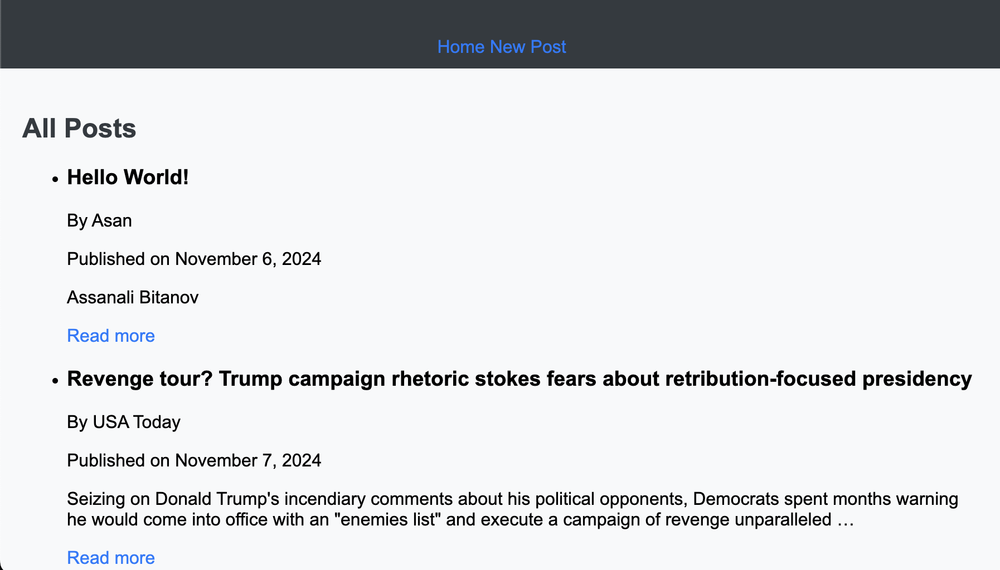 Home New Post
All Posts
Hello World!
By Asan
Published on November 6, 2024
Assanali Bitanov
Read more
Revenge tour? Trump campaign rhetoric stokes fears about retribution-focused presidency
By USA Today
Published on November 7, 2024
Seizing on Donald Trump's incendiary comments about his political opponents, Democrats spent months warning
he would come into office with an "enemies list" and execute a campaign of revenge unparalleled …
Read more